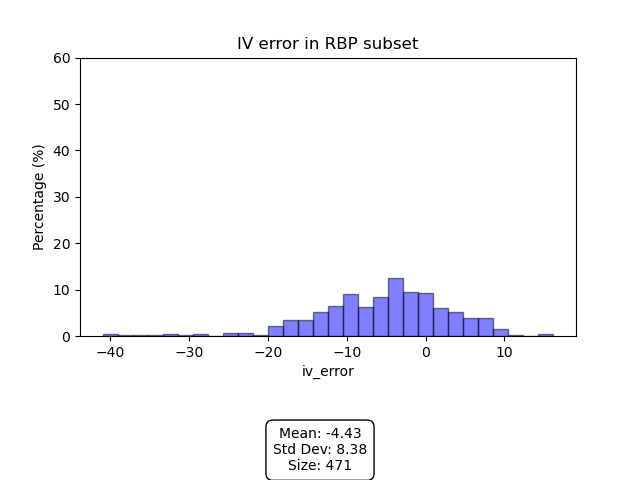 IV error in RBP subset
60
50
40
30
20
10
0
Percentage (%)
−40
−30
−20
−10
0
10
iv_error
Mean: -4.43
Std Dev: 8.38
Size: 471